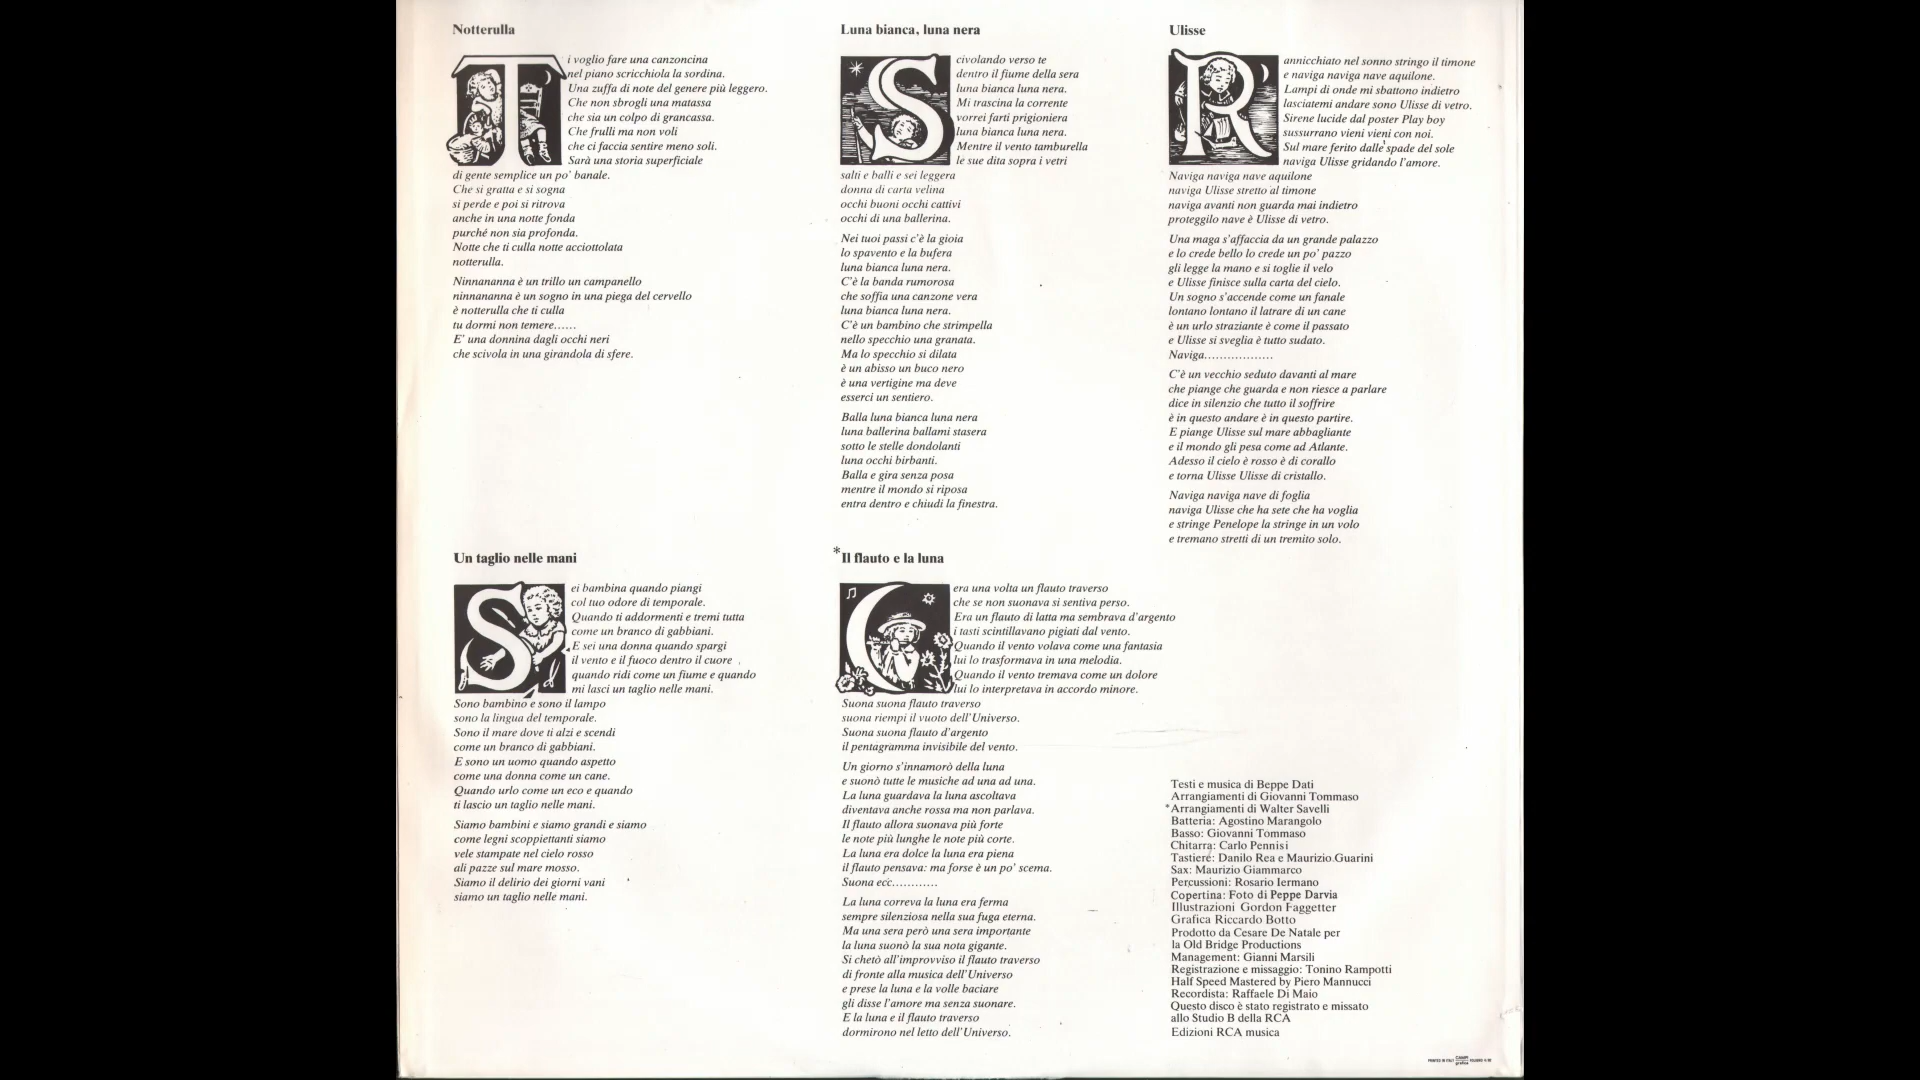 Notterulla
Ti voglio fare una canzoncina
nel piano scricchiola la sordina.
Una zuffa di note del genere più leggero.
Che non sbrogli una matassa
che sia un colpo di grancassa.
Che frulli ma non voli
che ci faccia sentire meno soli.
Sarà una storia superficiale
di gente semplice un po' banale.
Che si gratta e si sogna
si perde e poi si ritrova
anche in una notte fonda
purché non sia profonda.
Notte che ti culla notte acciottolata
notterulla.
Ninnananna è un trillo un campanello
ninnananna è un sogno in una piega del cervello
è notterulla che ti culla
tu dormi non temere......
E' una donnina dagli occhi neri
che scivola in una girandola di sfere.
Luna bianca, luna nera
Scivolando verso te
dentro il fiume della sera
luna bianca luna nera.
Mi trascina la corrente
vorrei farti prigioniera
luna bianca luna nera.
Mentre il vento tamburella
le sue dita sopra i vetri
salti e balli e sei leggera
donna di carta velina
occhi buoni occhi cattivi
occhi di una ballerina.
Nei tuoi passi c'è la gioia
lo spavento e la bufera
luna bianca luna nera.
C'è la banda rumorosa
che soffia una canzone vera
luna bianca luna nera.
C'è un bambino che strimpella
nello specchio una granata.
Ma lo specchio si dilata
è un abisso un buco nero
è una vertigine ma deve
esserci un sentiero.
Balla luna bianca luna nera
luna ballerina ballami stasera
sotto le stelle dondolanti
luna occhi birbanti.
Balla e gira senza posa
mentre il mondo si riposa
entra dentro e chiudi la finestra.
Ulisse
Rannicchiato nel sonno stringo il timone
e naviga naviga nave aquilone.
Lampi di onde mi sbattono indietro
lasciatemi andare sono Ulisse di vetro.
Sirene lucide dal poster Play boy
sussurrano vieni vieni con noi.
Sul mare ferito dalle spade del sole
naviga Ulisse gridando l'amore.
Naviga naviga nave aquilone
naviga Ulisse stretto al timone
naviga avanti non guarda mai indietro
proteggilo nave è Ulisse di vetro.
Una maga s'affaccia da un grande palazzo
e lo crede bello lo crede un po' pazzo
gli legge la mano e si toglie il velo
e Ulisse finisce sulla carta del cielo.
Un sogno s'accende come un fanale
lontano lontano il latrare di un cane
è un urlo straziante è come il passato
e Ulisse si sveglia è tutto sudato.
Naviga..................
C'è un vecchio seduto davanti al mare
che piange che guarda e non riesce a parlare
dice in silenzio che tutto il soffrire
è in questo andare è in questo partire.
E piange Ulisse sul mare abbagliante
e il mondo gli pesa come ad Atlante.
Adesso il cielo è rosso è di corallo
e torna Ulisse Ulisse di cristallo.
Naviga naviga nave di foglia
naviga Ulisse che ha sete che ha voglia
e stringe Penelope la stringe in un volo
e tremano stretti di un tremito solo.
Un taglio nelle mani
Sei bambina quando piangi
col tuo odore di temporale.
Quando ti addormenti e tremi tutta
come un branco di gabbiani.
E sei una donna quando spargi
il vento e il fuoco dentro il cuore
quando ridi come un fiume e quando
mi lasci un taglio nelle mani.
Sono bambino e sono il lampo
sono la lingua del temporale.
Sono il mare dove ti alzi e scendi
come un branco di gabbiani.
E sono un uomo quando aspetto
come una donna come un cane.
Quando urlo come un eco e quando
ti lascio un taglio nelle mani.
Siamo bambini e siamo grandi e siamo
come legni scoppiettanti siamo
vele stampate nel cielo rosso
ali pazze sul mare mosso.
Siamo il delirio dei giorni vani
siamo un taglio nelle mani.
*Il flauto e la luna
C'era una volta un flauto traverso
che se non suonava si sentiva perso.
Era un flauto di latta ma sembrava d'argento
i tasti scintillavano pigiati dal vento.
Quando il vento volava come una fantasia
lui lo trasformava in una melodia.
Quando il vento tremava come un dolore
lui lo interpretava in accordo minore.
Suona suona flauto traverso
suona riempi il vuoto dell'Universo.
Suona suona flauto d'argento
il pentagramma invisibile del vento.
Un giorno s'innamorò della luna
e suonò tutte le musiche ad una ad una.
La luna guardava la luna ascoltava
diventava anche rossa ma non parlava.
Il flauto allora suonava più forte
le note più lunghe le note più corte.
La luna era dolce la luna era piena
il flauto pensava: ma forse è un po' scema.
Suona ecc............
La luna correva la luna era ferma
sempre silenziosa nella sua fuga eterna.
Ma una sera però una sera importante
la luna suonò la sua nota gigante.
Si chetò all'improvviso il flauto traverso
di fronte alla musica dell'Universo
e prese la luna e la volle baciare
gli disse l'amore ma senza suonare.
E la luna e il flauto traverso
dormirono nel letto dell'Universo.
Testi e musica di Beppe Dati
Arrangiamenti di Giovanni Tommaso
*Arrangiamenti di Walter Savelli
Batteria: Agostino Marangolo
Basso: Giovanni Tommaso
Chitarra: Carlo Pennisi
Tastiere: Danilo Rea e Maurizio Guarini
Sax: Maurizio Giammarco
Percussioni: Rosario Iermano
Copertina: Foto di Peppe Darvia
Illustrazioni Gordon Faggetter
Grafica Riccardo Botto
Prodotto da Cesare De Natale per
la Old Bridge Productions
Management: Gianni Marsili
Registrazione e missaggio: Tonino Rampotti
Half Speed Mastered by Piero Mannucci
Recordista: Raffaele Di Maio
Questo disco è stato registrato e missato
allo Studio B della RCA
Edizioni RCA musica
PRINTED IN ITALY